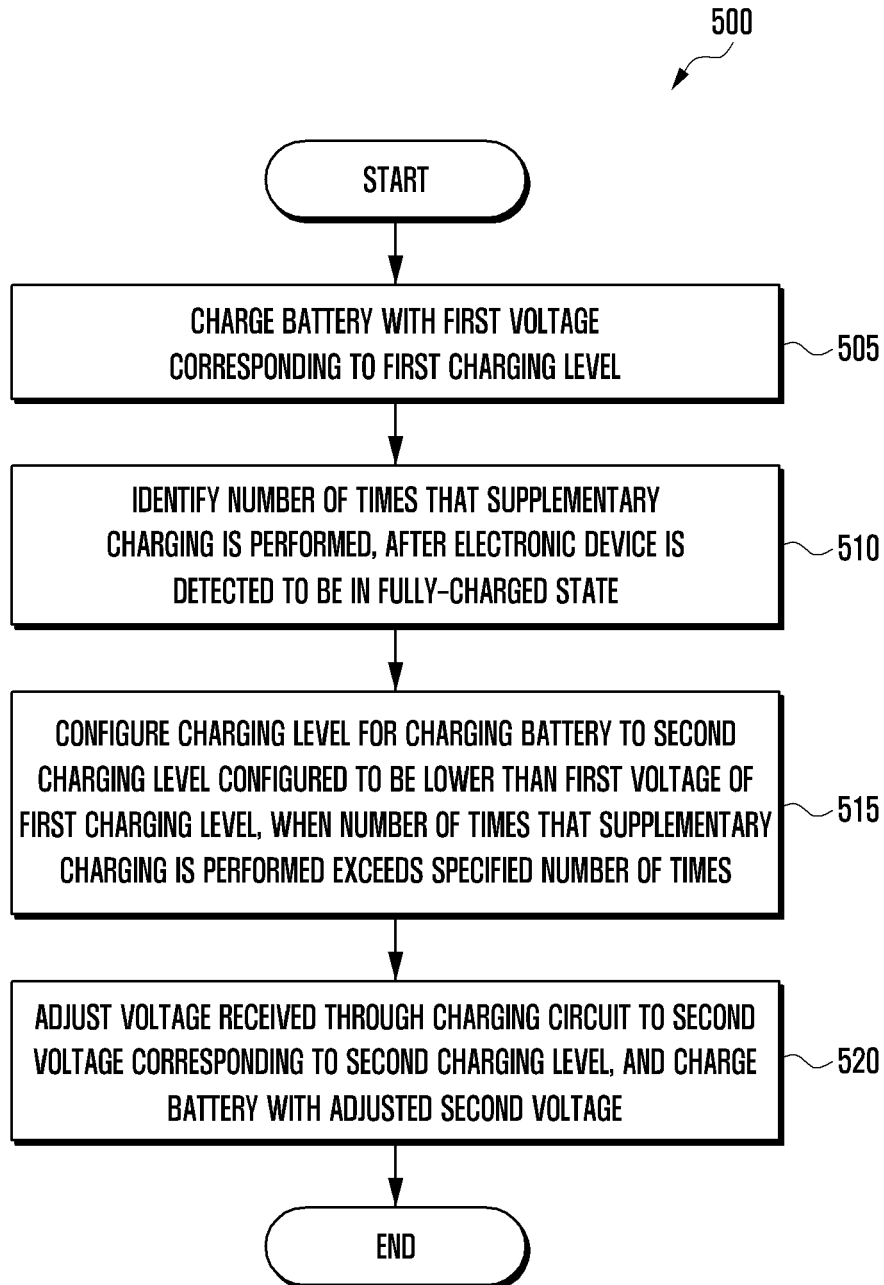 500
START
CHARGE BATTERY WITH FIRST VOLTAGE
CORRESPONDING TO FIRST CHARGING LEVEL
505
IDENTIFY NUMBER OF TIMES THAT SUPPLEMENTARY
CHARGING IS PERFORMED, AFTER ELECTRONIC DEVICE IS
DETECTED TO BE IN FULLY-CHARGED STATE
510
CONFIGURE CHARGING LEVEL FOR CHARGING BATTERY TO SECOND
CHARGING LEVEL CONFIGURED TO BE LOWER THAN FIRST VOLTAGE OF
FIRST CHARGING LEVEL, WHEN NUMBER OF TIMES THAT SUPPLEMENTARY
CHARGING IS PERFORMED EXCEEDS SPECIFIED NUMBER OF TIMES
515
ADJUST VOLTAGE RECEIVED THROUGH CHARGING CIRCUIT TO SECOND
VOLTAGE CORRESPONDING TO SECOND CHARGING LEVEL, AND CHARGE
BATTERY WITH ADJUSTED SECOND VOLTAGE
520
END